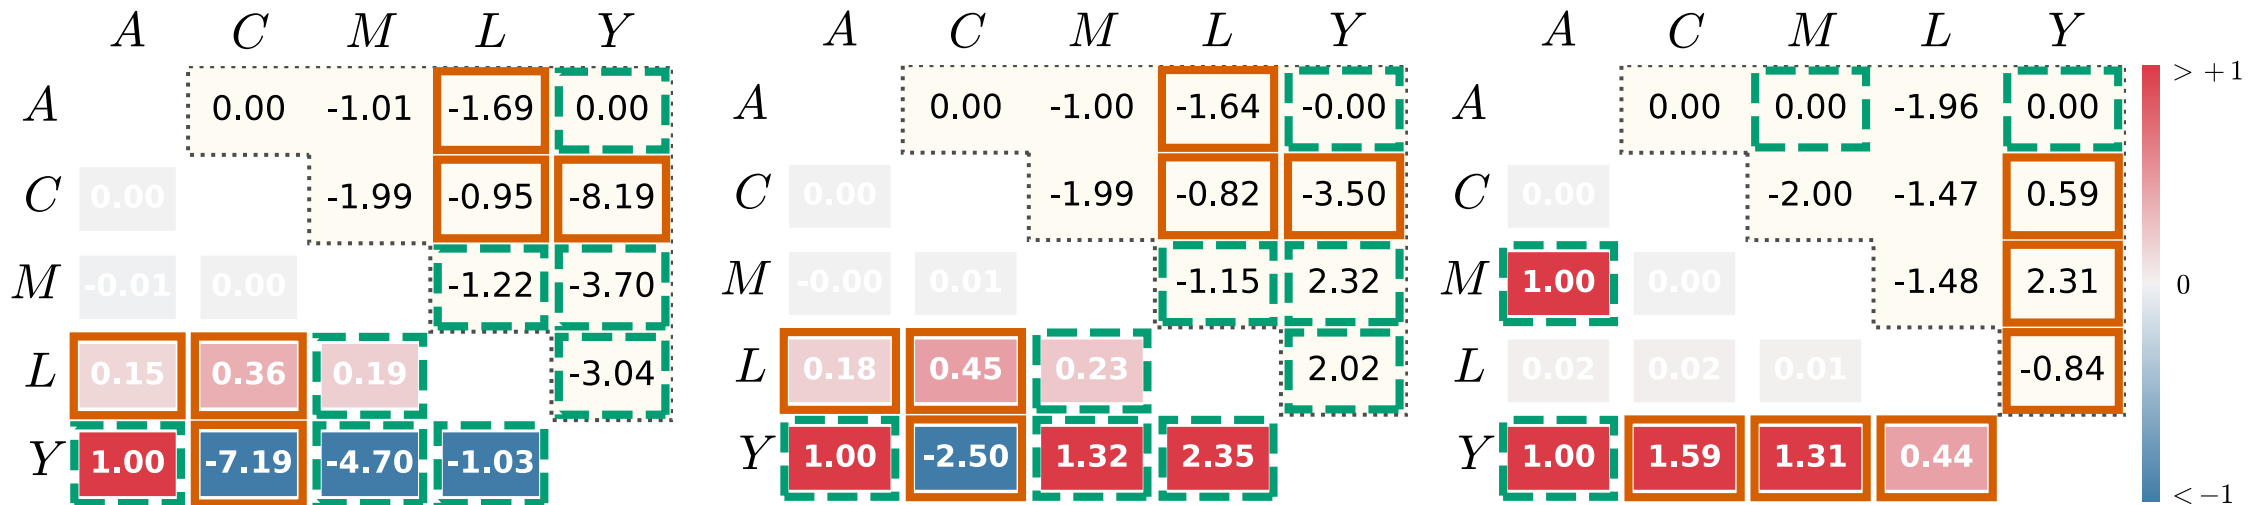 A C M L Y A C M L Y A C M L Y
> +1
A 0.00 -1.01 -1.69 0.00 A 0.00 -1.00 -1.64 -0.00 A 0.00 0.00 -1.96 0.00
C 0.00 -1.99 -0.95 -8.19 C 0.00 -1.99 -0.82 -3.50 C 0.00 -2.00 -1.47 0.59
M -0.01 0.00 -1.22 -3.70 M -0.00 0.01 -1.15 2.32 M 1.00 0.00 -1.48 2.31 0
L 0.15 0.36 0.19 -3.04 L 0.18 0.45 0.23 2.02 L 0.02 0.02 0.01 -0.84
Y 1.00 -7.19 -4.70 -1.03 Y 1.00 -2.50 1.32 2.35 Y 1.00 1.59 1.31 0.44
< −1